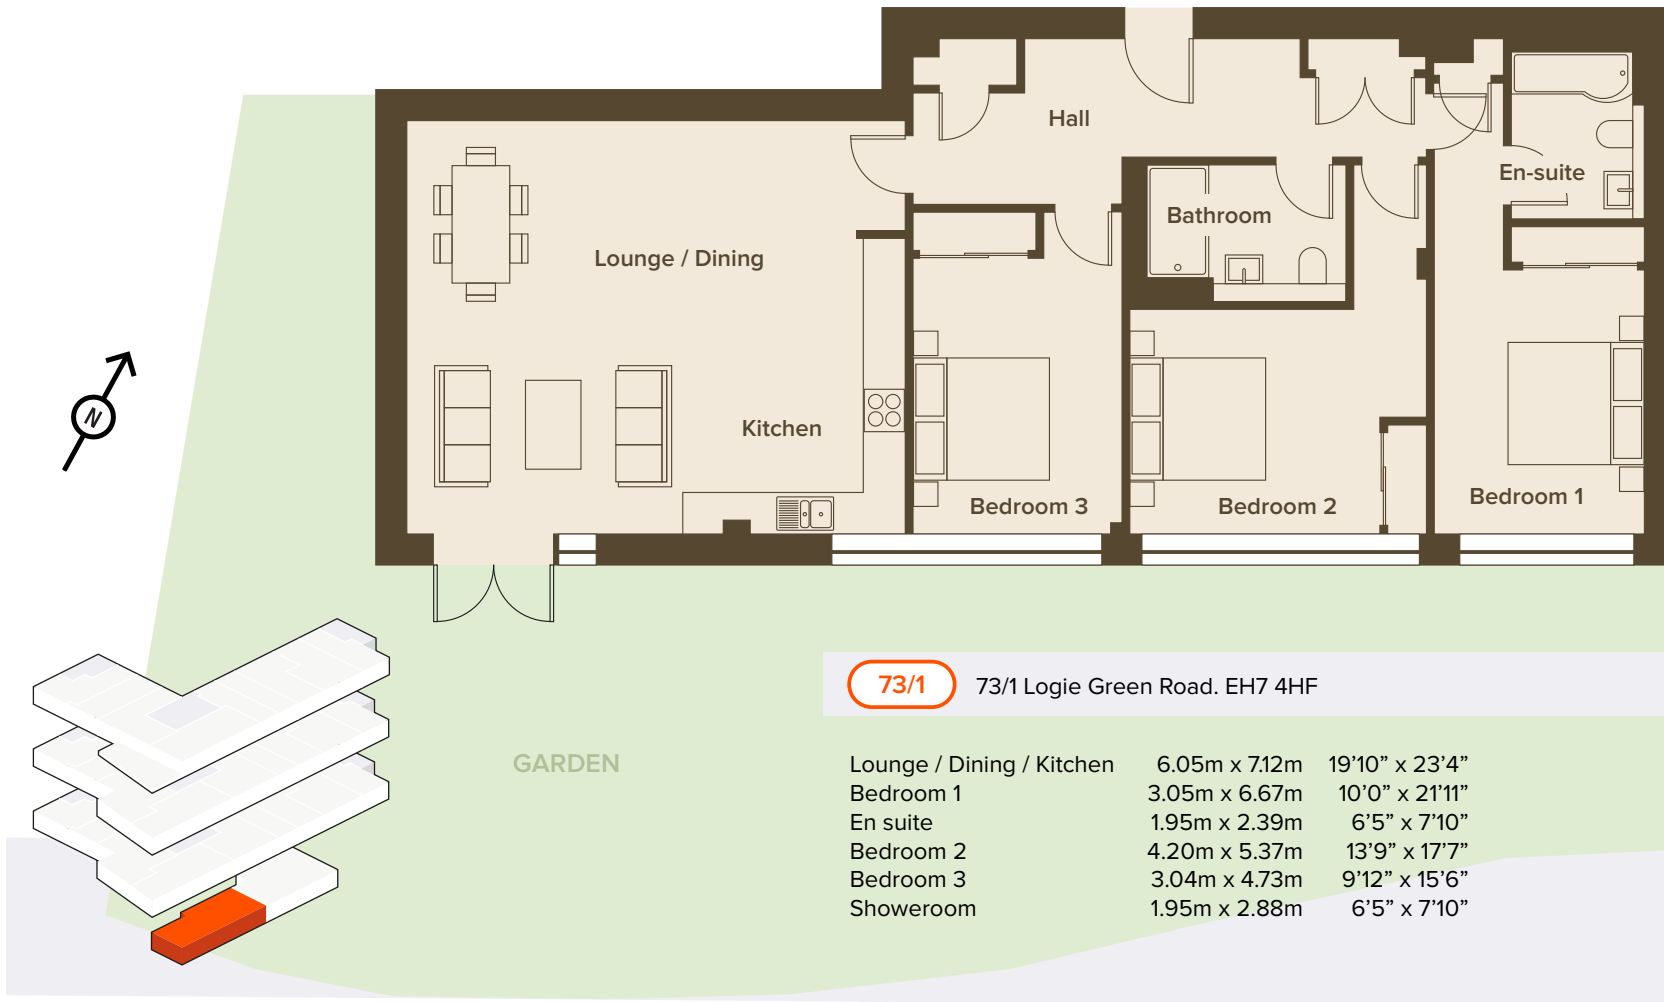 Hall
En-suite
Bathroom
Lounge / Dining
Kitchen
Bedroom 1
Bedroom 3
Bedroom 2
N
73/1
73/1 Logie Green Road. EH7 4HF
GARDEN
Lounge / Dining / Kitchen 6.05m x 7.12m 19’10” x 23’4”
Bedroom 1 3.05m x 6.67m 10’0” x 21’11”
En suite 1.95m x 2.39m 6’5” x 7’10”
Bedroom 2 4.20m x 5.37m 13’9” x 17’7”
Bedroom 3 3.04m x 4.73m 9’12” x 15’6”
Showeroom 1.95m x 2.88m 6’5” x 7’10”